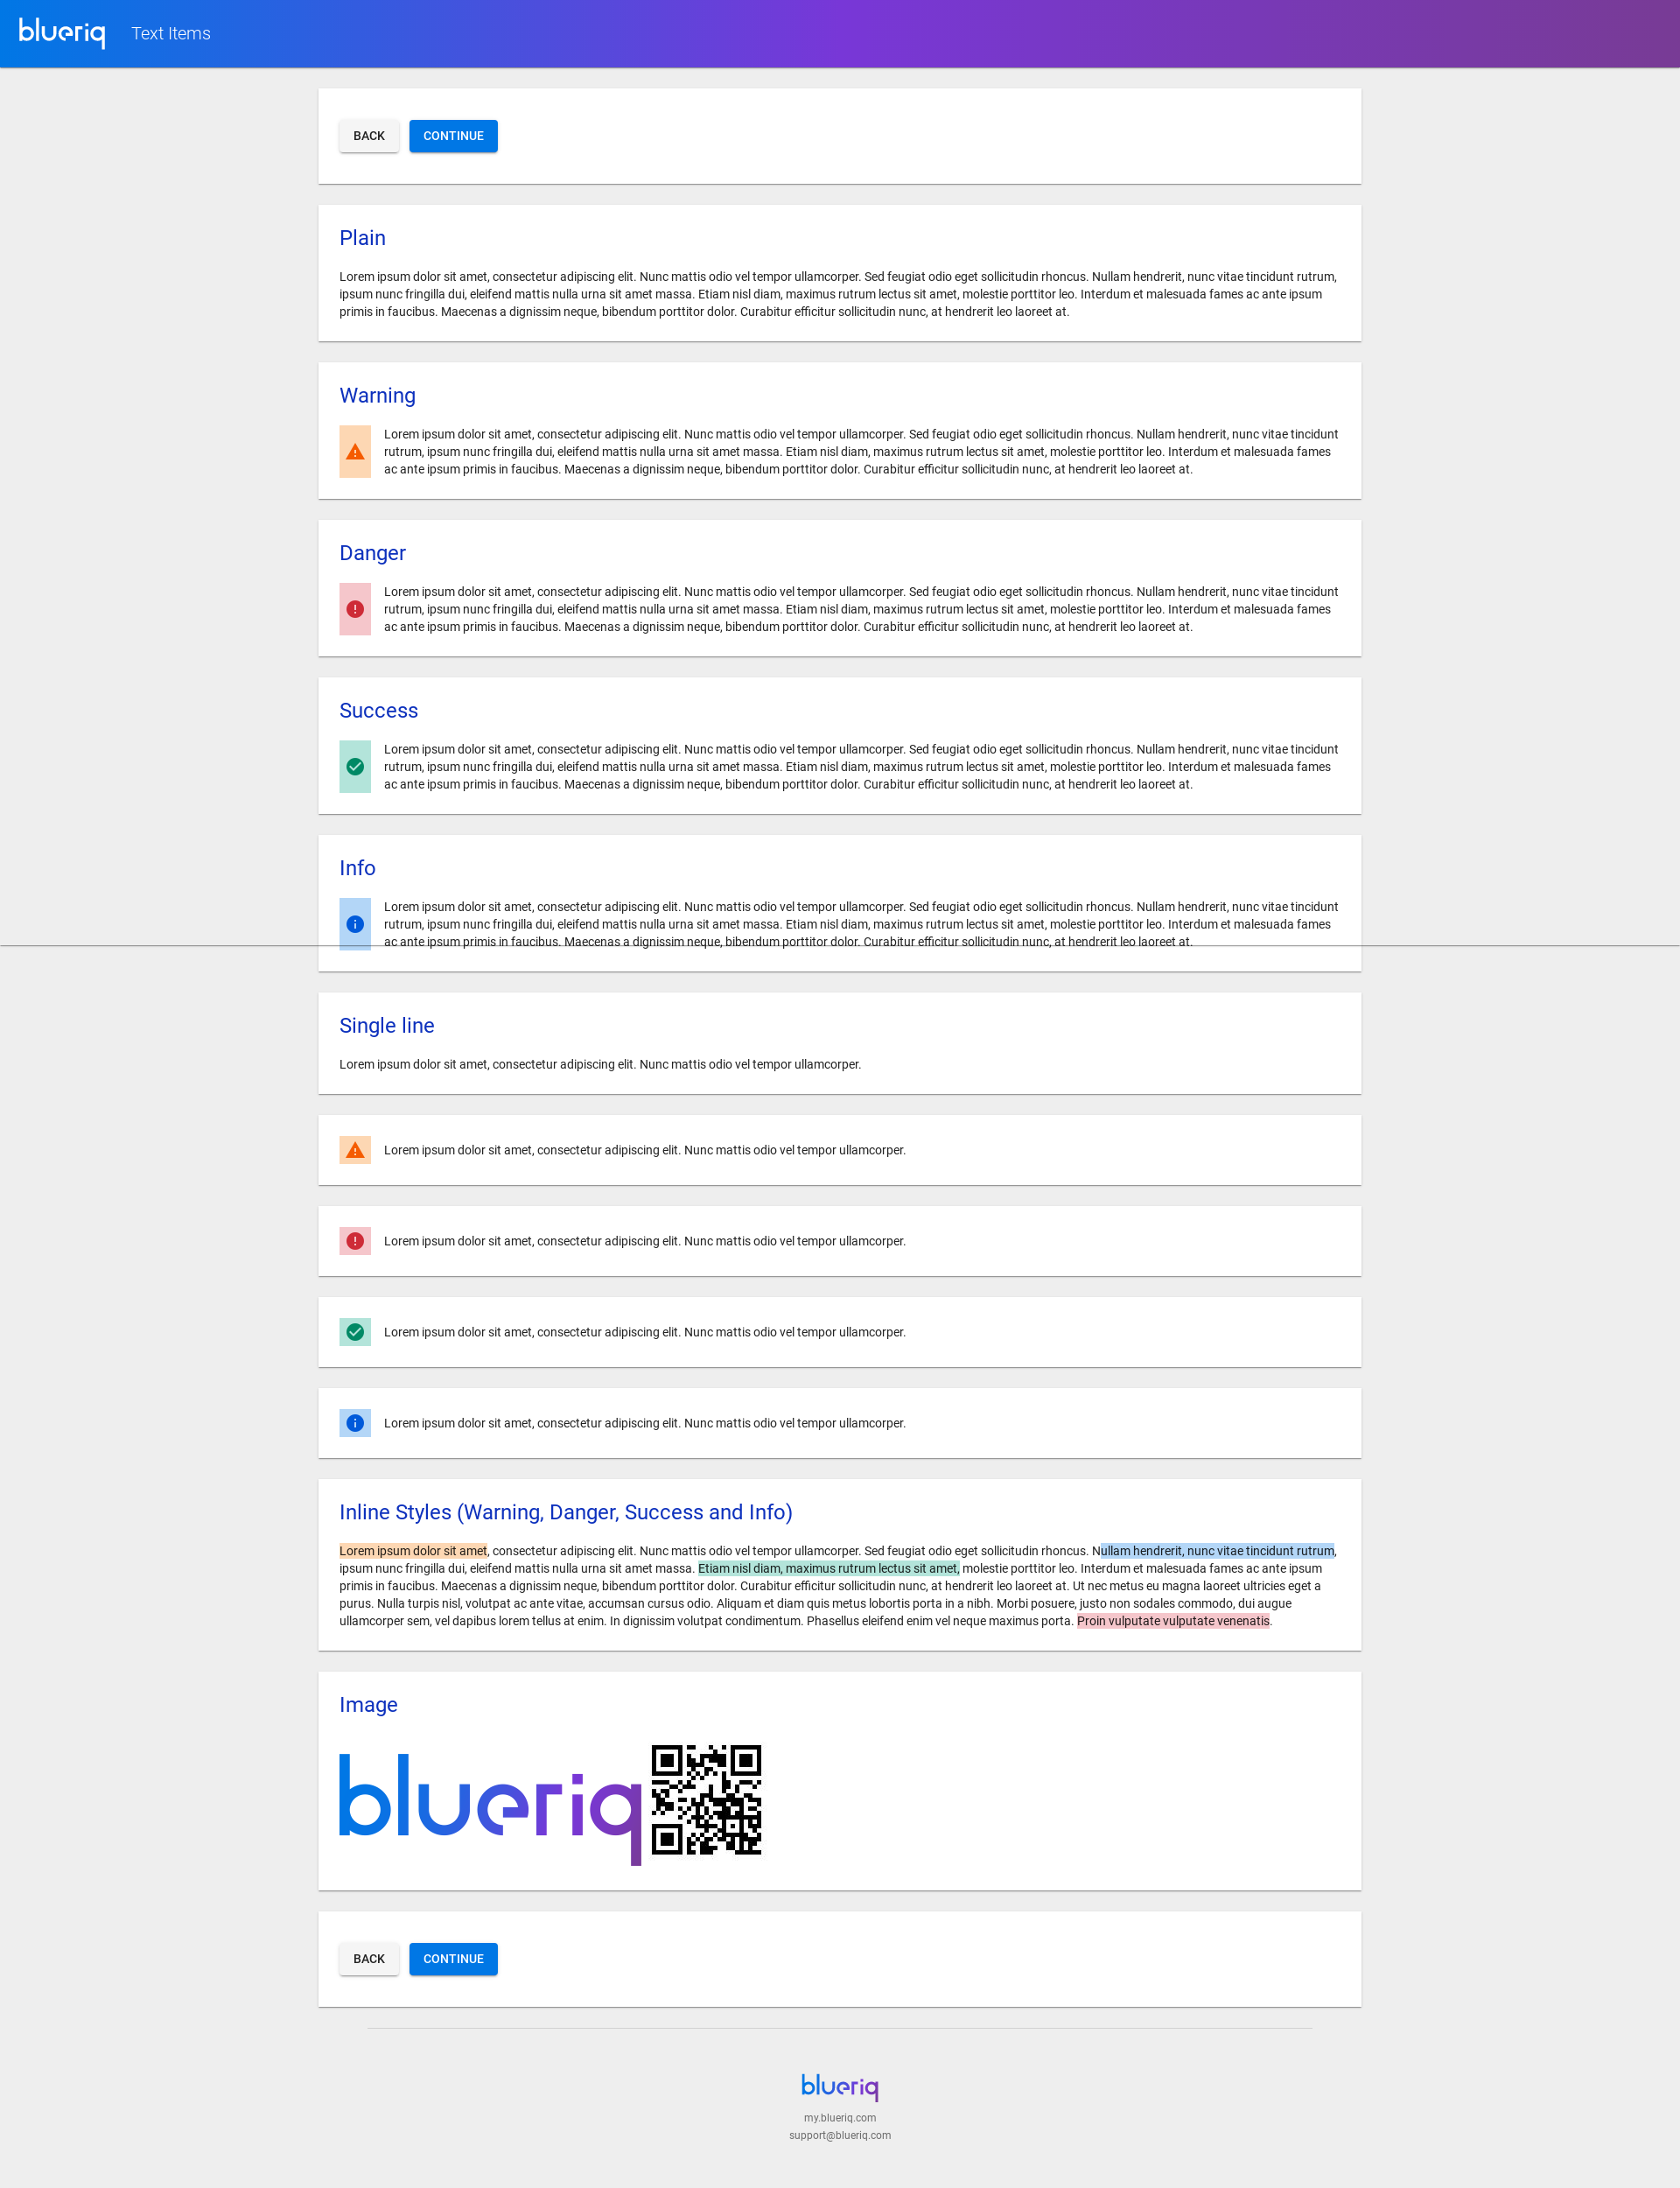 blueriq Text Items
BACK CONTINUE
Plain
Lorem ipsum dolor sit amet, consectetur adipiscing elit. Nunc mattis odio vel tempor ullamcorper. Sed feugiat odio eget sollicitudin rhoncus. Nullam hendrerit, nunc vitae tincidunt rutrum,
ipsum nunc fringilla dui, eleifend mattis nulla urna sit amet massa. Etiam nisl diam, maximus rutrum lectus sit amet, molestie porttitor leo. Interdum et malesuada fames ac ante ipsum
primis in faucibus. Maecenas a dignissim neque, bibendum porttitor dolor. Curabitur efficitur sollicitudin nunc, at hendrerit leo laoreet at.
Warning
Lorem ipsum dolor sit amet, consectetur adipiscing elit. Nunc mattis odio vel tempor ullamcorper. Sed feugiat odio eget sollicitudin rhoncus. Nullam hendrerit, nunc vitae tincidunt
rutrum, ipsum nunc fringilla dui, eleifend mattis nulla urna sit amet massa. Etiam nisl diam, maximus rutrum lectus sit amet, molestie porttitor leo. Interdum et malesuada fames
ac ante ipsum primis in faucibus. Maecenas a dignissim neque, bibendum porttitor dolor. Curabitur efficitur sollicitudin nunc, at hendrerit leo laoreet at.
Danger
Lorem ipsum dolor sit amet, consectetur adipiscing elit. Nunc mattis odio vel tempor ullamcorper. Sed feugiat odio eget sollicitudin rhoncus. Nullam hendrerit, nunc vitae tincidunt
rutrum, ipsum nunc fringilla dui, eleifend mattis nulla urna sit amet massa. Etiam nisl diam, maximus rutrum lectus sit amet, molestie porttitor leo. Interdum et malesuada fames
ac ante ipsum primis in faucibus. Maecenas a dignissim neque, bibendum porttitor dolor. Curabitur efficitur sollicitudin nunc, at hendrerit leo laoreet at.
Success
Lorem ipsum dolor sit amet, consectetur adipiscing elit. Nunc mattis odio vel tempor ullamcorper. Sed feugiat odio eget sollicitudin rhoncus. Nullam hendrerit, nunc vitae tincidunt
rutrum, ipsum nunc fringilla dui, eleifend mattis nulla urna sit amet massa. Etiam nisl diam, maximus rutrum lectus sit amet, molestie porttitor leo. Interdum et malesuada fames
ac ante ipsum primis in faucibus. Maecenas a dignissim neque, bibendum porttitor dolor. Curabitur efficitur sollicitudin nunc, at hendrerit leo laoreet at.
Info
Lorem ipsum dolor sit amet, consectetur adipiscing elit. Nunc mattis odio vel tempor ullamcorper. Sed feugiat odio eget sollicitudin rhoncus. Nullam hendrerit, nunc vitae tincidunt
rutrum, ipsum nunc fringilla dui, eleifend mattis nulla urna sit amet massa. Etiam nisl diam, maximus rutrum lectus sit amet, molestie porttitor leo. Interdum et malesuada fames
ac ante ipsum primis in faucibus. Maecenas a dignissim neque, bibendum porttitor dolor. Curabitur efficitur sollicitudin nunc, at hendrerit leo laoreet at.
Single line
Lorem ipsum dolor sit amet, consectetur adipiscing elit. Nunc mattis odio vel tempor ullamcorper.
Lorem ipsum dolor sit amet, consectetur adipiscing elit. Nunc mattis odio vel tempor ullamcorper.
Lorem ipsum dolor sit amet, consectetur adipiscing elit. Nunc mattis odio vel tempor ullamcorper.
Lorem ipsum dolor sit amet, consectetur adipiscing elit. Nunc mattis odio vel tempor ullamcorper.
Lorem ipsum dolor sit amet, consectetur adipiscing elit. Nunc mattis odio vel tempor ullamcorper.
Inline Styles (Warning, Danger, Success and Info)
Lorem ipsum dolor sit amet, consectetur adipiscing elit. Nunc mattis odio vel tempor ullamcorper. Sed feugiat odio eget sollicitudin rhoncus. Nullam hendrerit, nunc vitae tincidunt rutrum,
ipsum nunc fringilla dui, eleifend mattis nulla urna sit amet massa. Etiam nisl diam, maximus rutrum lectus sit amet, molestie porttitor leo. Interdum et malesuada fames ac ante ipsum
primis in faucibus. Maecenas a dignissim neque, bibendum porttitor dolor. Curabitur efficitur sollicitudin nunc, at hendrerit leo laoreet at. Ut nec metus eu magna laoreet ultricies eget a
purus. Nulla turpis nisl, volutpat ac ante vitae, accumsan cursus odio. Aliquam et diam quis metus lobortis porta in a nibh. Morbi posuere, justo non sodales commodo, dui augue
ullamcorper sem, vel dapibus lorem tellus at enim. In dignissim volutpat condimentum. Phasellus eleifend enim vel neque maximus porta. Proin vulputate vulputate venenatis.
Image
blueriq
BACK CONTINUE
blueriq
my.blueriq.com
support@blueriq.com